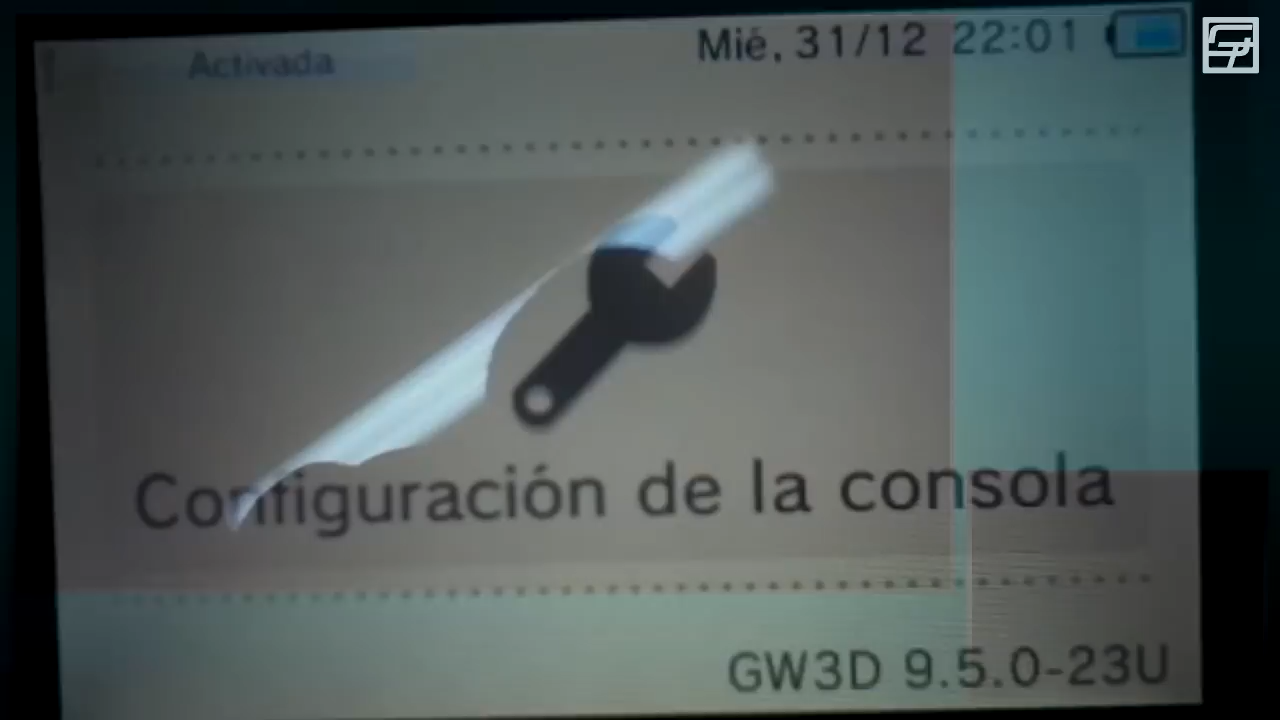 Activada
Mié, 31/12 22:01
Configuración de la consola
GW3D 9.5.0-23U